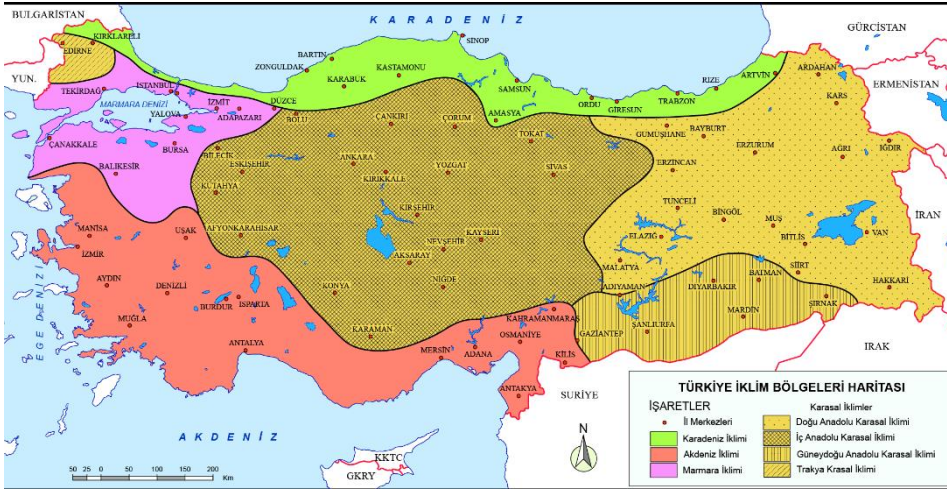 BULGARİSTAN
KARADENİZ
GÜRCİSTAN
KIRKLARELİ
EDİRNE
SİNOP
BARTIN
ZONGULDAK
KASTAMONU
KARABUK
YUN.
TEKİRDAĞ
İSTANBUL
MARMARA DENİZİ
İZMİT
YALOVA
ADAPAZARI
DÜZCE
BOLU
SAMSUN
ORDU
GİRESUN
TRABZON
RİZE
ARTVİN
ARDAHAN
ERMENİSTAN
KARS
ÇANKIRI
ÇORUM
AMASYA
TOKAT
GUMUŞHANE
BAYBURT
ÇANAKKALE
BURSA
BİLECİK
BALIKESİR
ESKİŞEHİR
ANKARA
KIRIKKALE
YOZGAT
SİVAS
ERZİNCAN
ERZURUM
AĞRI
IĞDIR
KUTAHYA
KIRŞEHİR
TUNCELİ
BİNGÖL
MUŞ
İRAN
MANİSA
UŞAK
AFYONKARAHİSAR
NEVŞEHİR
KAYSERİ
AKSARAY
ELAZIĞ
BİTLİS
VAN
İZMİR
MALATYA
EGE DENİZİ
AYDIN
DENİZLİ
BURDUR
ISPARTA
KONYA
NİĞDE
ADIYAMAN
DİYARBAKIR
BATMAN
SİİRT
HAKKARİ
ŞIRNAK
MUĞLA
KARAMAN
KAHRAMANMARAŞ
GAZİANTEP
ŞANLIURFA
MARDİN
OSMANİYE
ANTALYA
MERSİN
ADANA
KİLİS
IRAK
ANTAKYA
SURİYE
AKDENİZ
KKTC
GKRY
N
50 25 0 50 100 150 200
Km
TÜRKİYE İKLİM BÖLGELERİ HARİTASI
İŞARETLER
İl Merkezleri
Karadeniz İklimi
Akdeniz İklimi
Marmara İklimi
Karasal İklimler
Doğu Anadolu Karasal İklimi
İç Anadolu Karasal İklimi
Güneydoğu Anadolu Karasal İklimi
Trakya Krasal İklimi